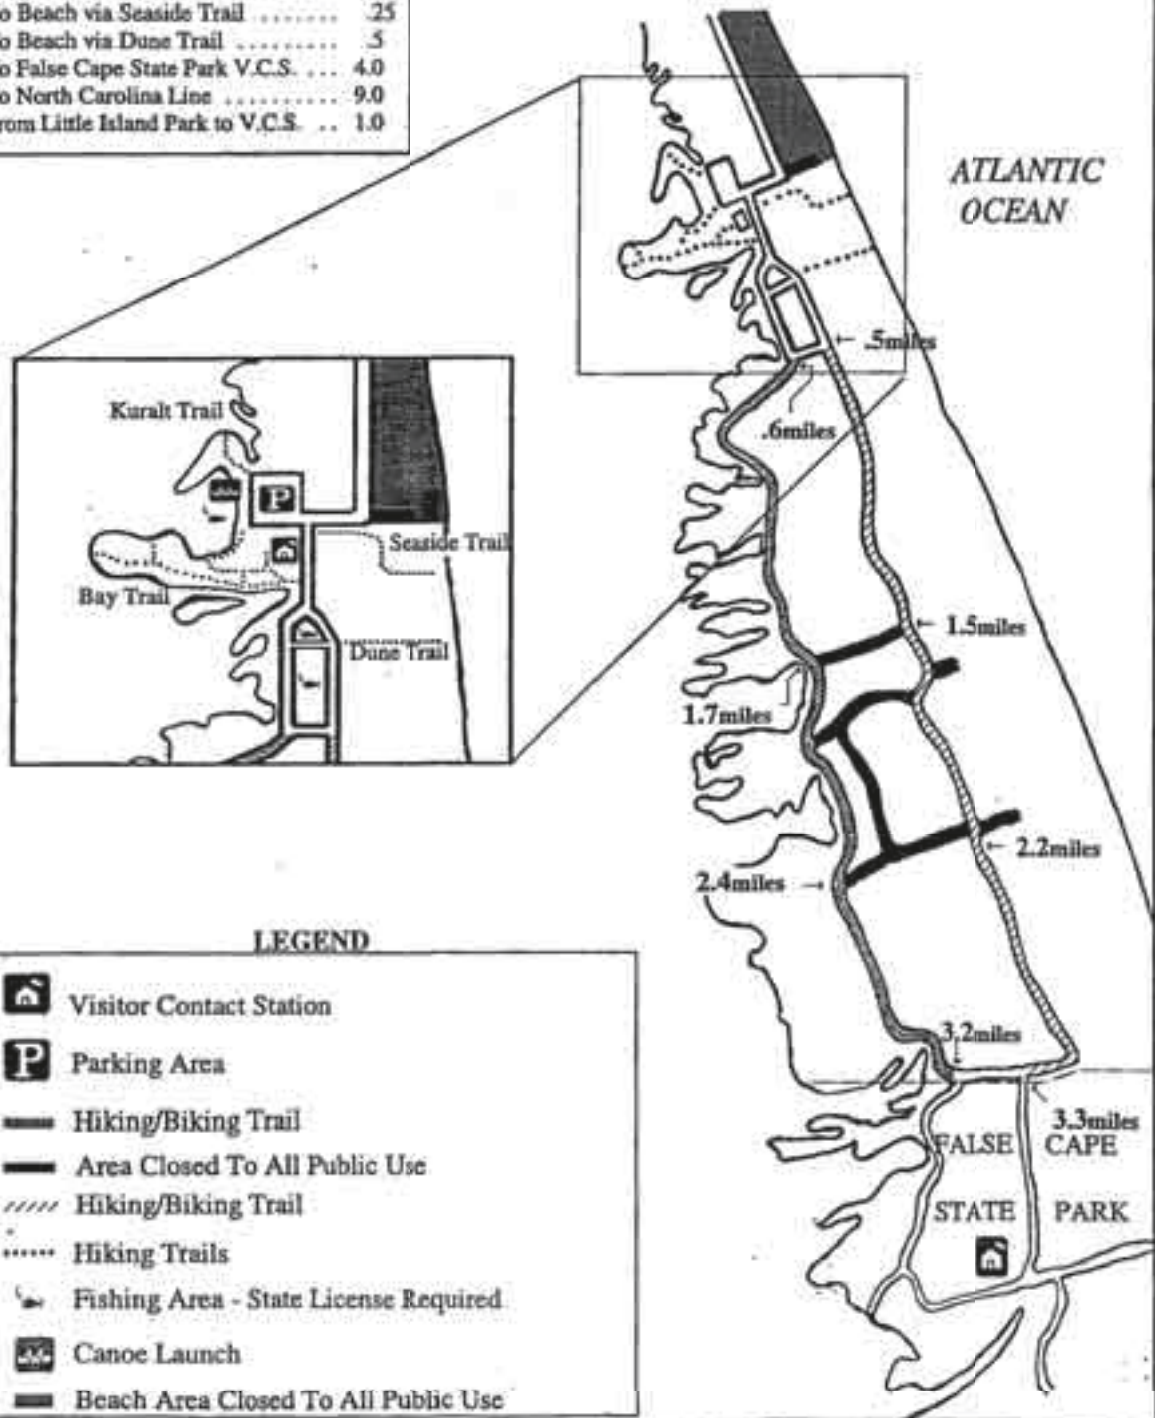 o Beach via Seaside Trail ....... .25
o Beach via Dune Trail ......... .5
o False Cape State Park V.C.S. ... 4.0
o North Carolina Line .......... 9.0
rom Little Island Park to V.C.S. .. 1.0
ATLANTIC
OCEAN
.5miles
.6miles
Kuralt Trail
P
Seaside Trail
Bay Trail
Dune Trail
1.5miles
1.7miles
2.2miles
2.4miles
3.2miles
3.3miles
FALSE CAPE
STATE PARK
LEGEND
Visitor Contact Station
P Parking Area
Hiking/Biking Trail
Area Closed To All Public Use
Hiking/Biking Trail
Hiking Trails
Fishing Area - State License Required
Canoe Launch
Beach Area Closed To All Public Use